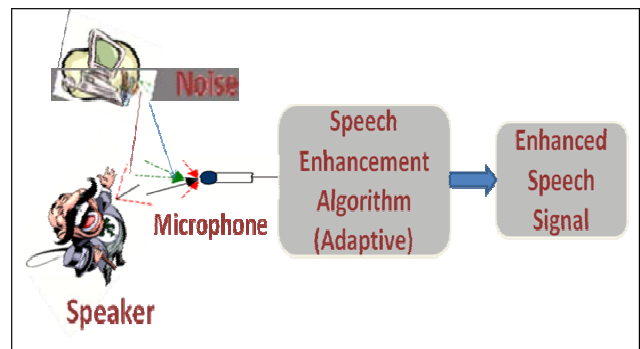 Noise
Speech
Enhancement
Algorithm
(Adaptive)
Enhanced
Speech
Signal
Microphone
Speaker